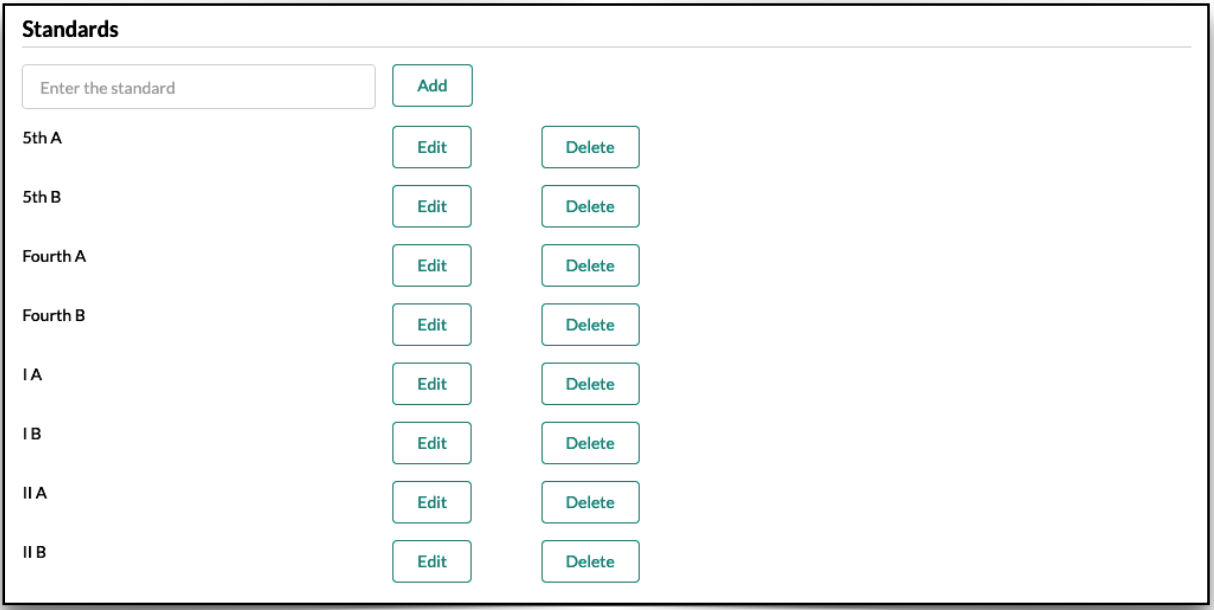 Standards
Enter the standard Add
5th A Edit Delete
5th B Edit Delete
Fourth A Edit Delete
Fourth B Edit Delete
I A Edit Delete
I B Edit Delete
II A Edit Delete
II B Edit Delete